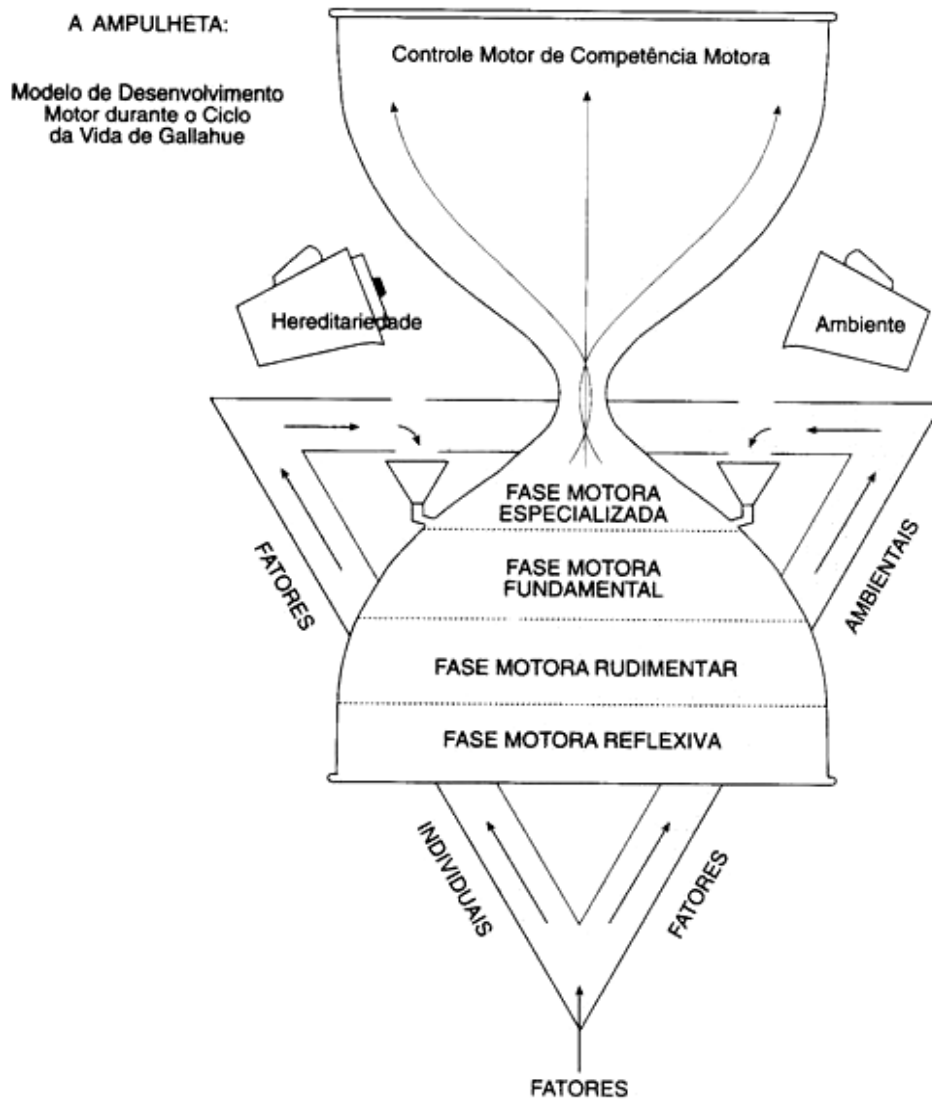 A AMPULHETA:
Modelo de Desenvolvimento
Motor durante o Ciclo
da Vida de Gallahue
Controle Motor de Competência Motora
Hereditariedade
Ambiente
FASE MOTORA
ESPECIALIZADA
FASE MOTORA
FUNDAMENTAL
FATORES
AMBIENTAIS
FASE MOTORA RUDIMENTAR
FASE MOTORA REFLEXIVA
INDIVIDUAIS
FATORES
FATORES